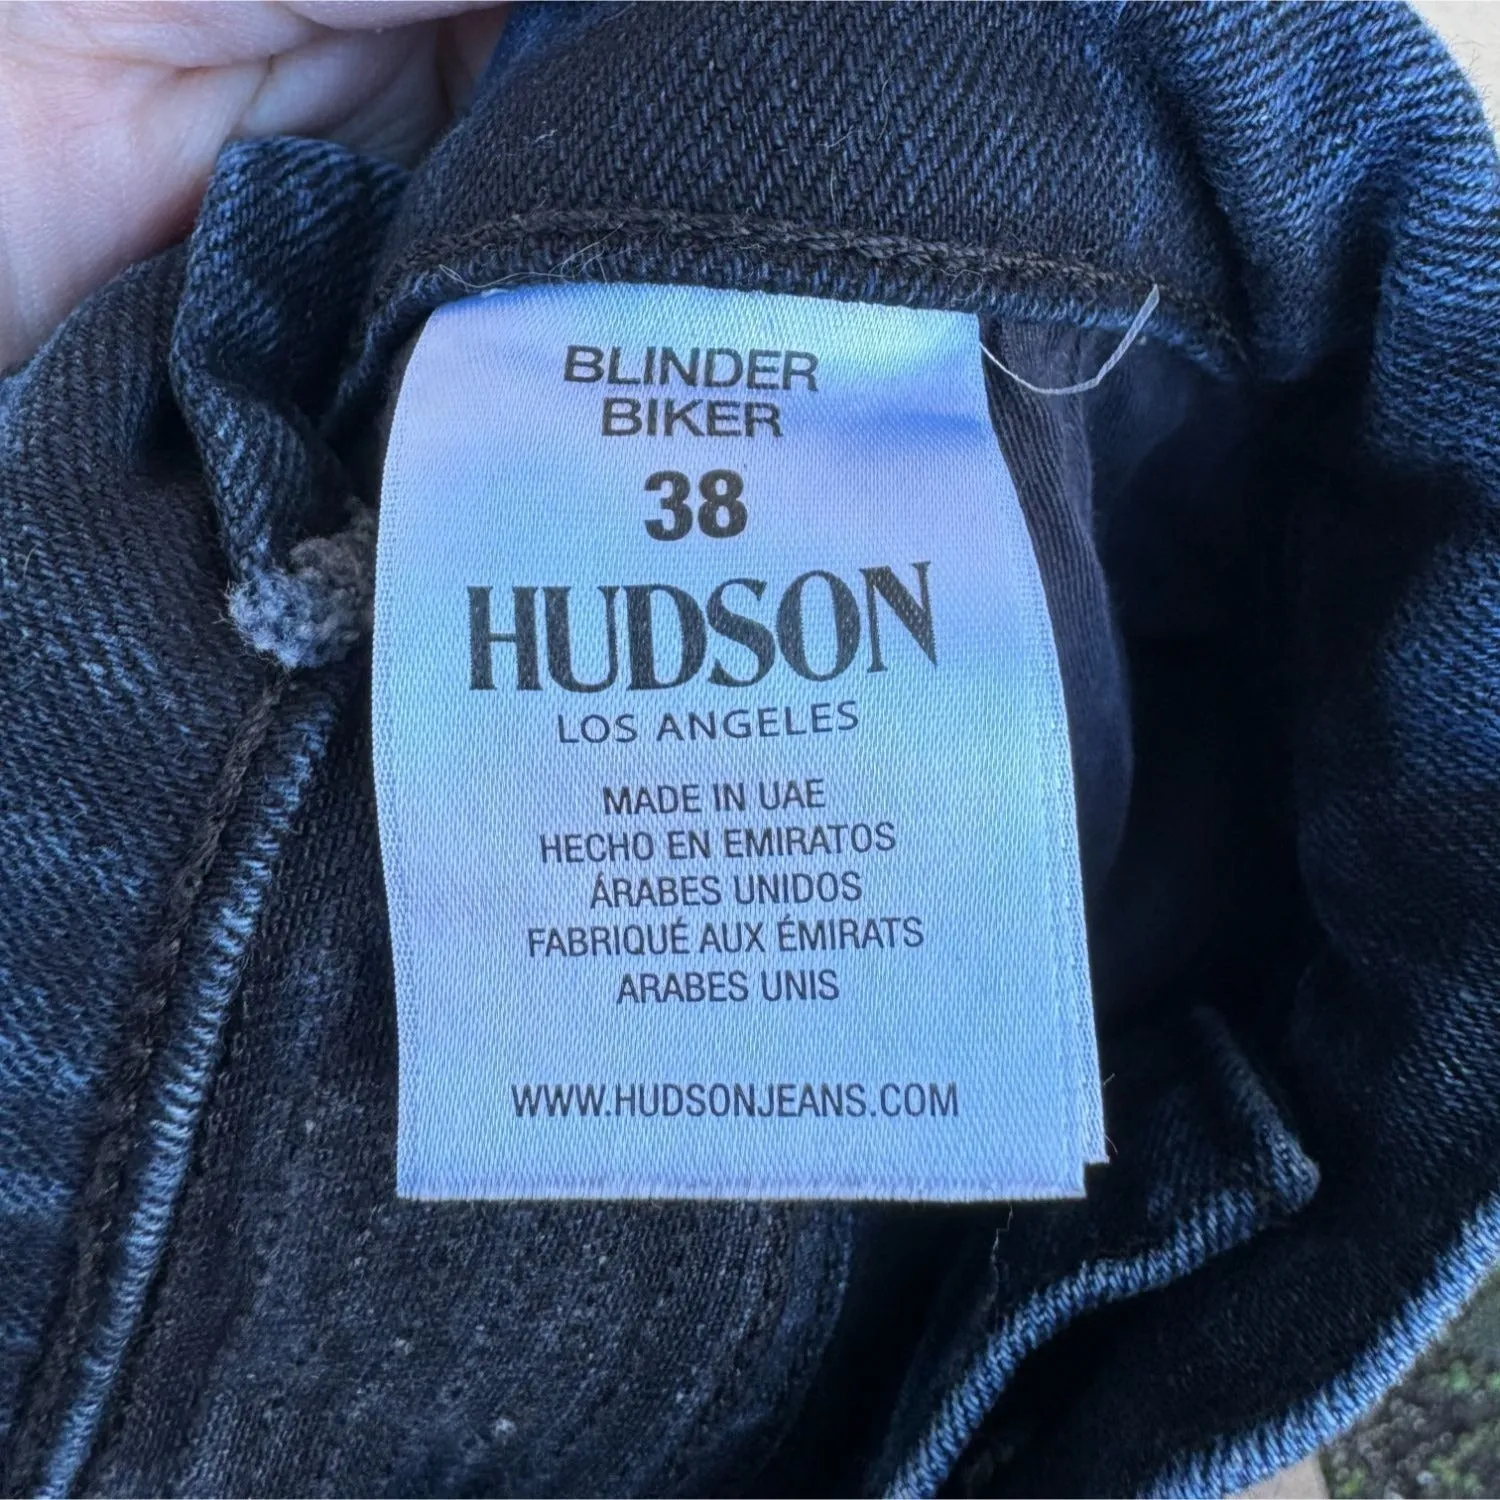 BLINDER
BIKER
38
HUDSON
LOS ANGELES
MADE IN UAE
HECHO EN EMIRATOS
ÁRABES UNIDOS
FABRIQUÉ AUX ÉMIRATS
ARABES UNIS
WWW.HUDSONJEANS.COM